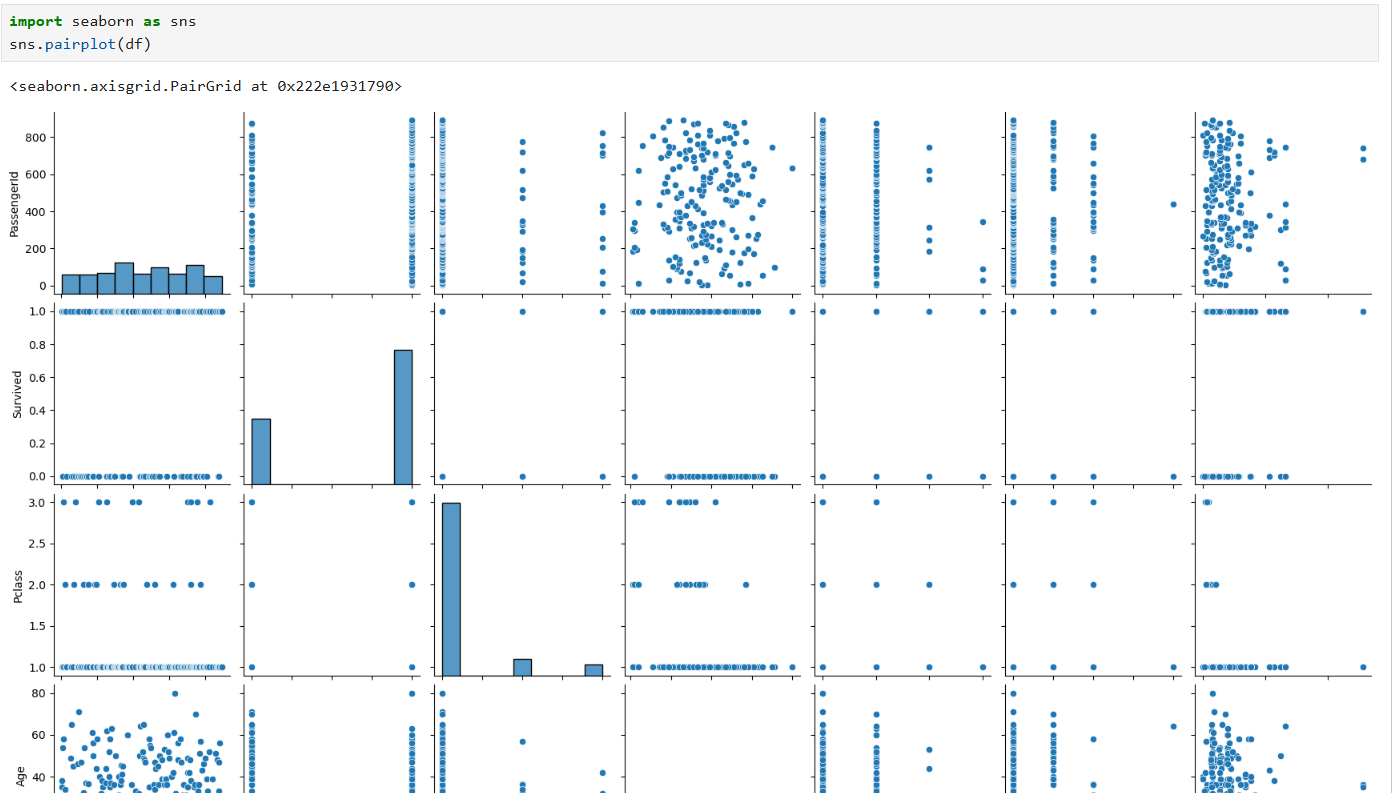 import seaborn as sns
sns.pairplot(df)
<seaborn.axisgrid.PairGrid at 0x222e1931790>
800
600
400
200
0
PassengerId
1.0
0.8
0.6
0.4
0.2
0.0
Survived
3.0
2.5
2.0
1.5
1.0
Pclass
80
60
40
Age